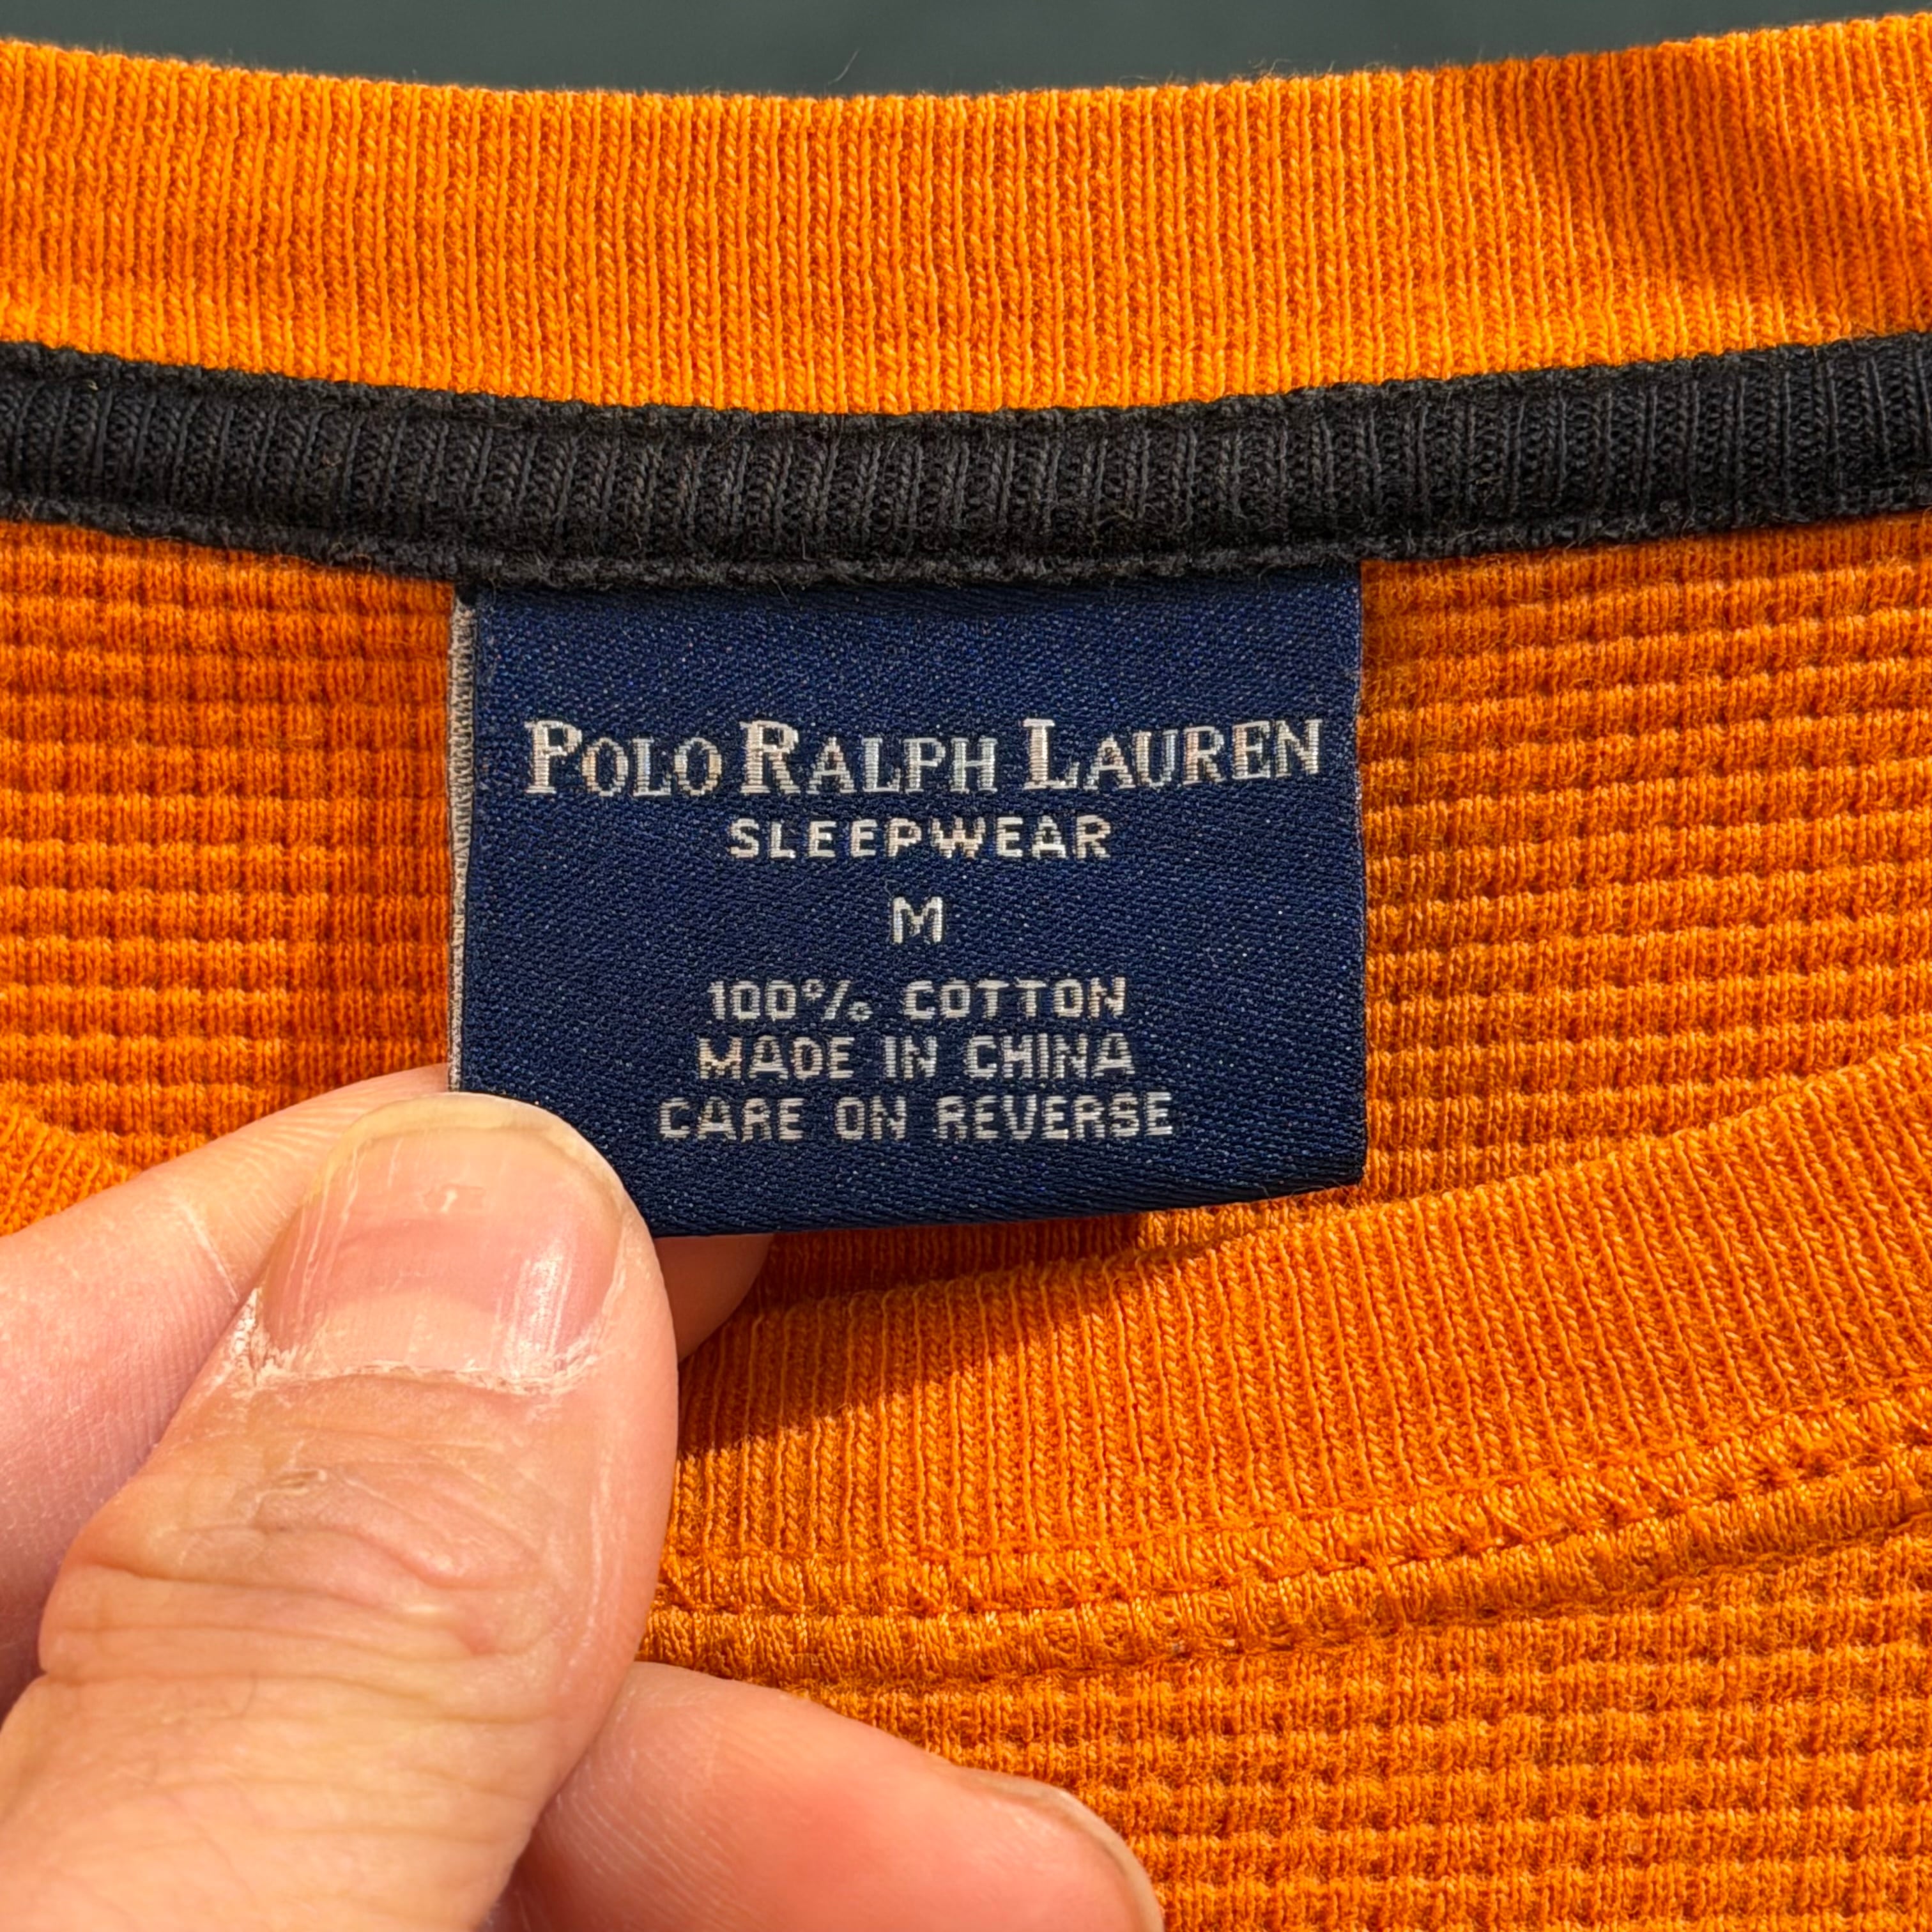 POLO RALPH LAUREN
SLEEPWEAR
M
100% COTTON
MADE IN CHINA
CARE ON REVERSE